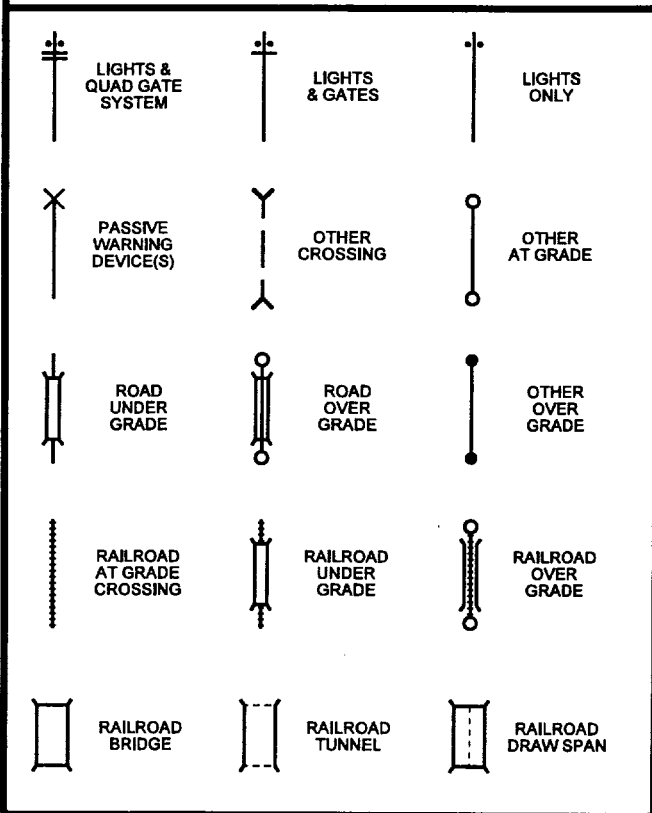 LIGHTS &
QUAD GATE
SYSTEM
LIGHTS
& GATES
LIGHTS
ONLY
PASSIVE
WARNING
DEVICE(S)
OTHER
CROSSING
OTHER
AT GRADE
ROAD
UNDER
GRADE
ROAD
OVER
GRADE
OTHER
OVER
GRADE
RAILROAD
AT GRADE
CROSSING
RAILROAD
UNDER
GRADE
RAILROAD
OVER
GRADE
RAILROAD
BRIDGE
RAILROAD
TUNNEL
RAILROAD
DRAW SPAN